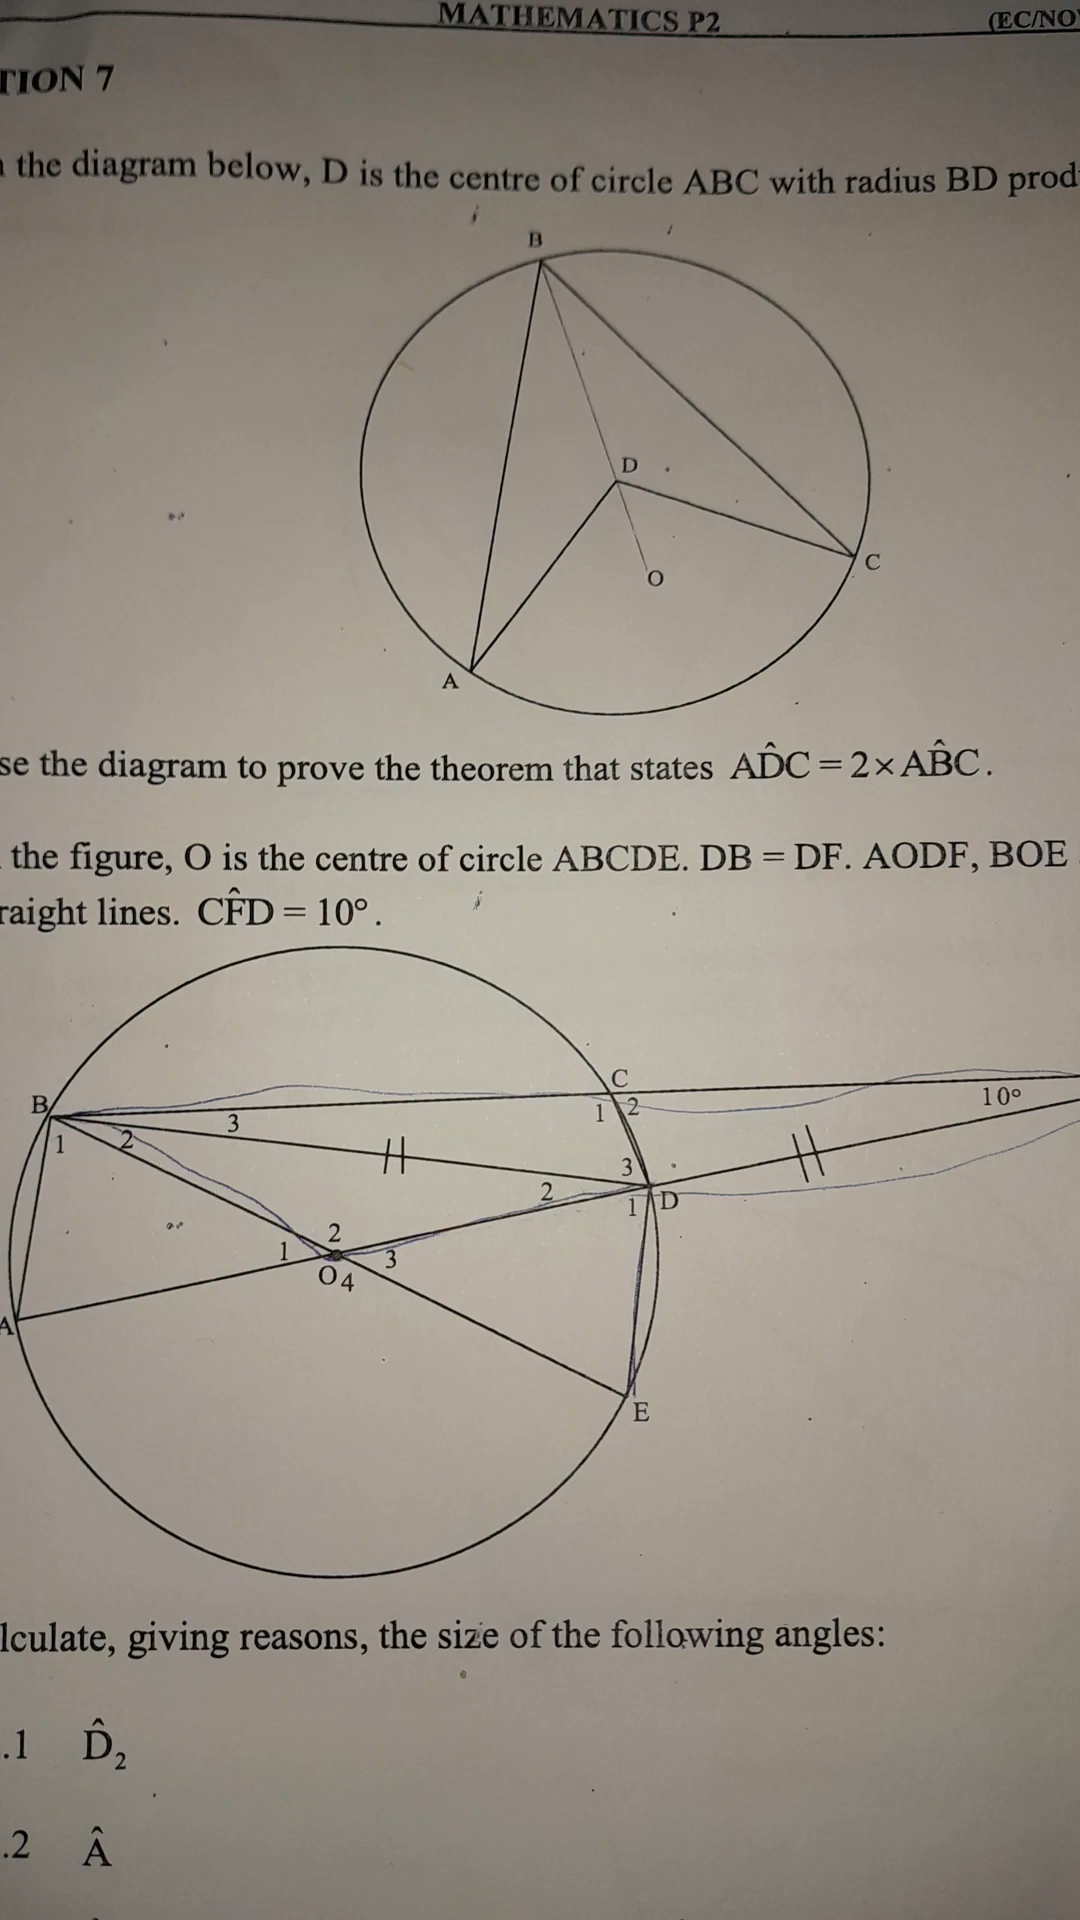 MATHEMATICS P2 (EC/NO
TION 7
the diagram below, D is the centre of circle ABC with radius BD prod
B
D
C
O
A
se the diagram to prove the theorem that states AD̂C = 2 × AB̂C.
the figure, O is the centre of circle ABCDE. DB = DF. AODF, BOE
raight lines. CF̂D = 10°.
C
B
1 2
10°
3
1 2
3
2
1 D
2
1 3
O 4
A
E
lculate, giving reasons, the size of the following angles:
.1 D̂₂
.2 Â